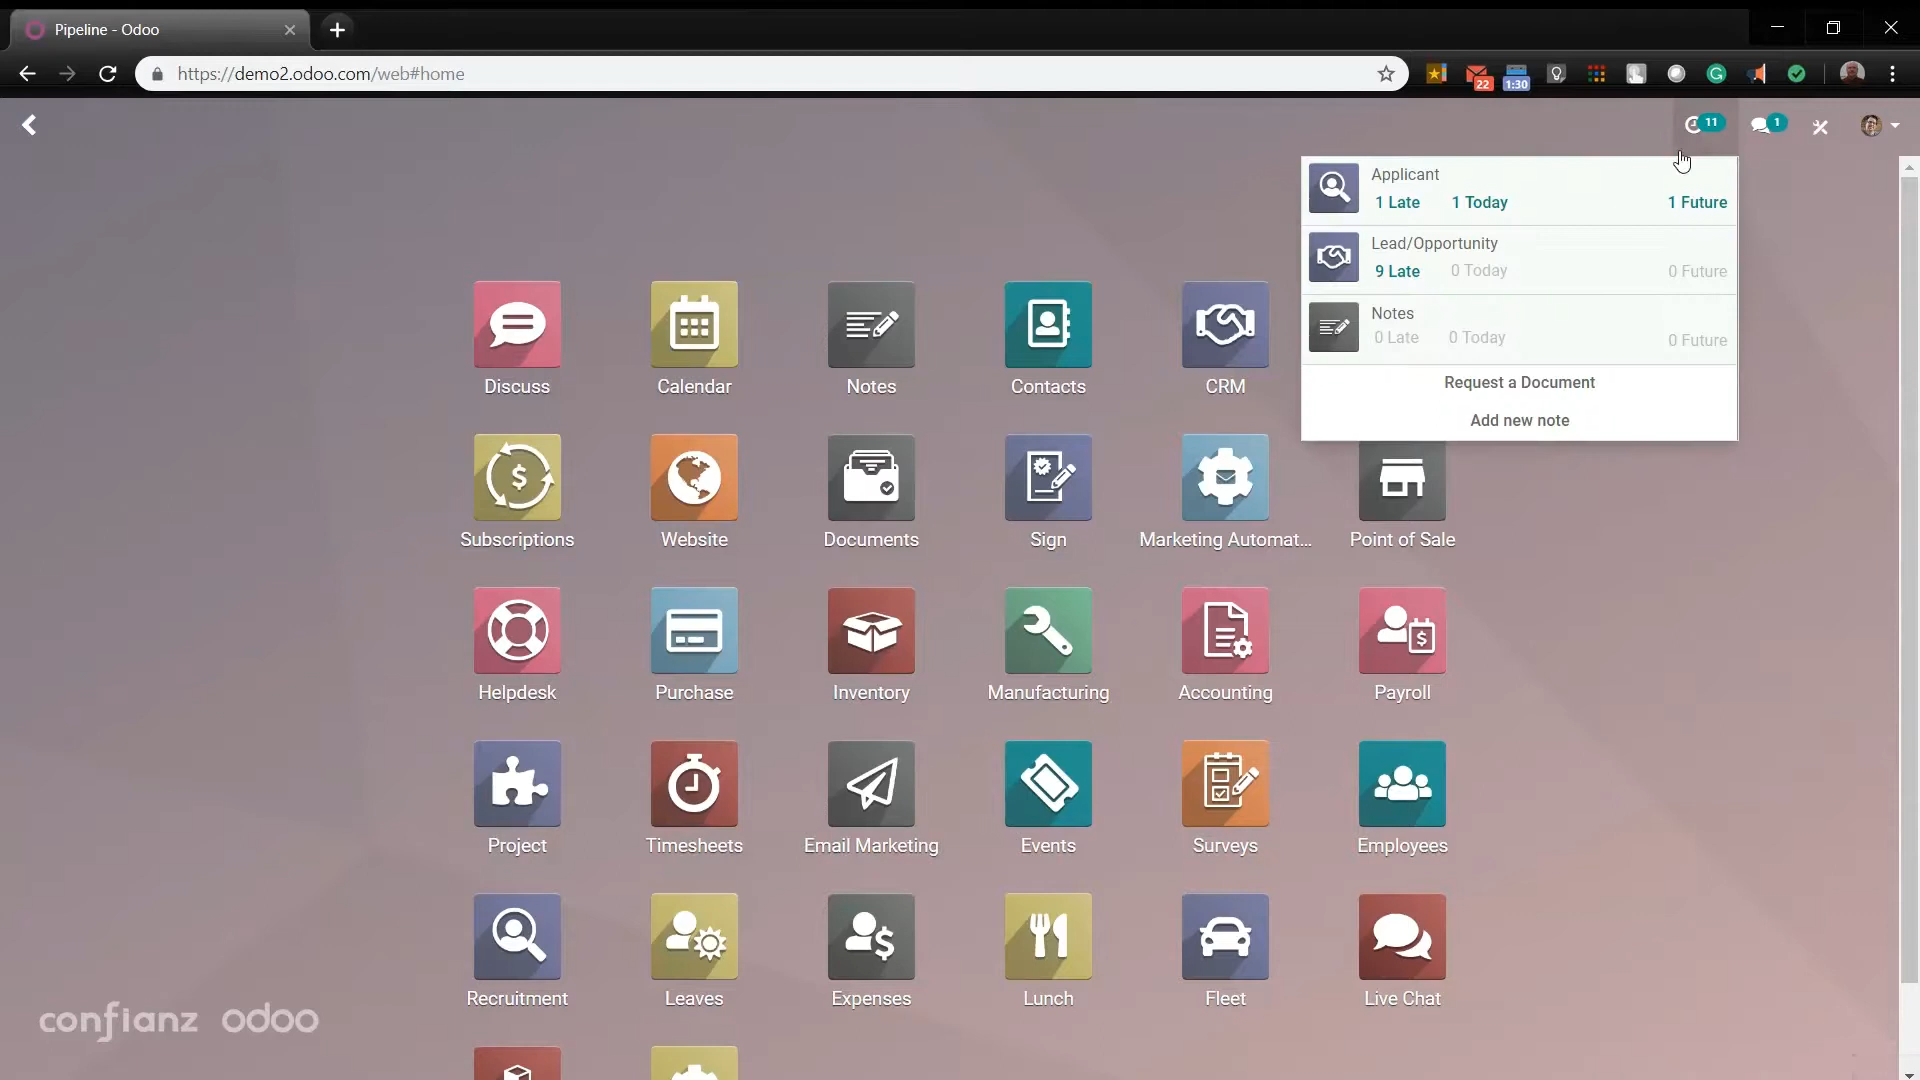 Pipeline - Odoo
https://demo2.odoo.com/web#home
22
1:30
11
1
Applicant
1 Late 1 Today 1 Future
Lead/Opportunity
9 Late 0 Today 0 Future
Notes
0 Late 0 Today 0 Future
Request a Document
Add new note
Discuss Calendar Notes Contacts CRM
Subscriptions Website Documents Sign Marketing Automat... Point of Sale
Helpdesk Purchase Inventory Manufacturing Accounting Payroll
Project Timesheets Email Marketing Events Surveys Employees
Recruitment Leaves Expenses Lunch Fleet Live Chat
confianz odoo